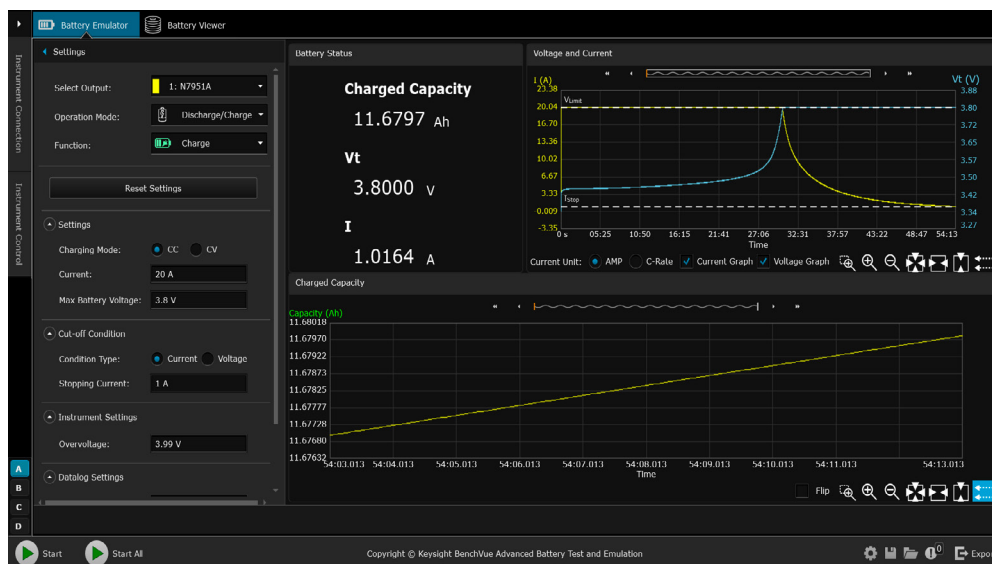 Battery Emulator
Battery Viewer
Instrument Connection
Instrument Control
Settings
Select Output:
1: N7951A
Operation Mode:
Discharge/Charge
Function:
Charge
Reset Settings
Settings
Charging Mode:
CC
CV
Current:
20 A
Max Battery Voltage:
3.8 V
Cut-off Condition
Condition Type:
Current
Voltage
Stopping Current:
1 A
Instrument Settings
Overvoltage:
3.99 V
Datalog Settings
A
B
C
D
Battery Status
Charged Capacity
11.6797 Ah
Vt
3.8000 V
I
1.0164 A
Voltage and Current
I (A)
Vt (V)
23.38
20.04
16.70
13.36
10.02
6.67
3.33
-0.009
-3.35
VLimit
IStop
3.88
3.80
3.72
3.65
3.57
3.50
3.42
3.34
3.27
0 s 05:25 10:50 16:15 21:41 27:06 32:31 37:57 43:22 48:47 54:13
Time
Current Unit:
AMP
C-Rate
Current Graph
Voltage Graph
Charged Capacity
Capacity (Ah)
11.68018
11.67970
11.67922
11.67873
11.67825
11.67777
11.67728
11.67680
11.67632
54:03.013 54:04.013 54:05.013 54:06.013 54:07.013 54:08.013 54:09.013 54:10.013 54:11.013 54:13.013
Time
Flip
Start
Start All
Copyright © Keysight BenchVue Advanced Battery Test and Emulation
0
Expor